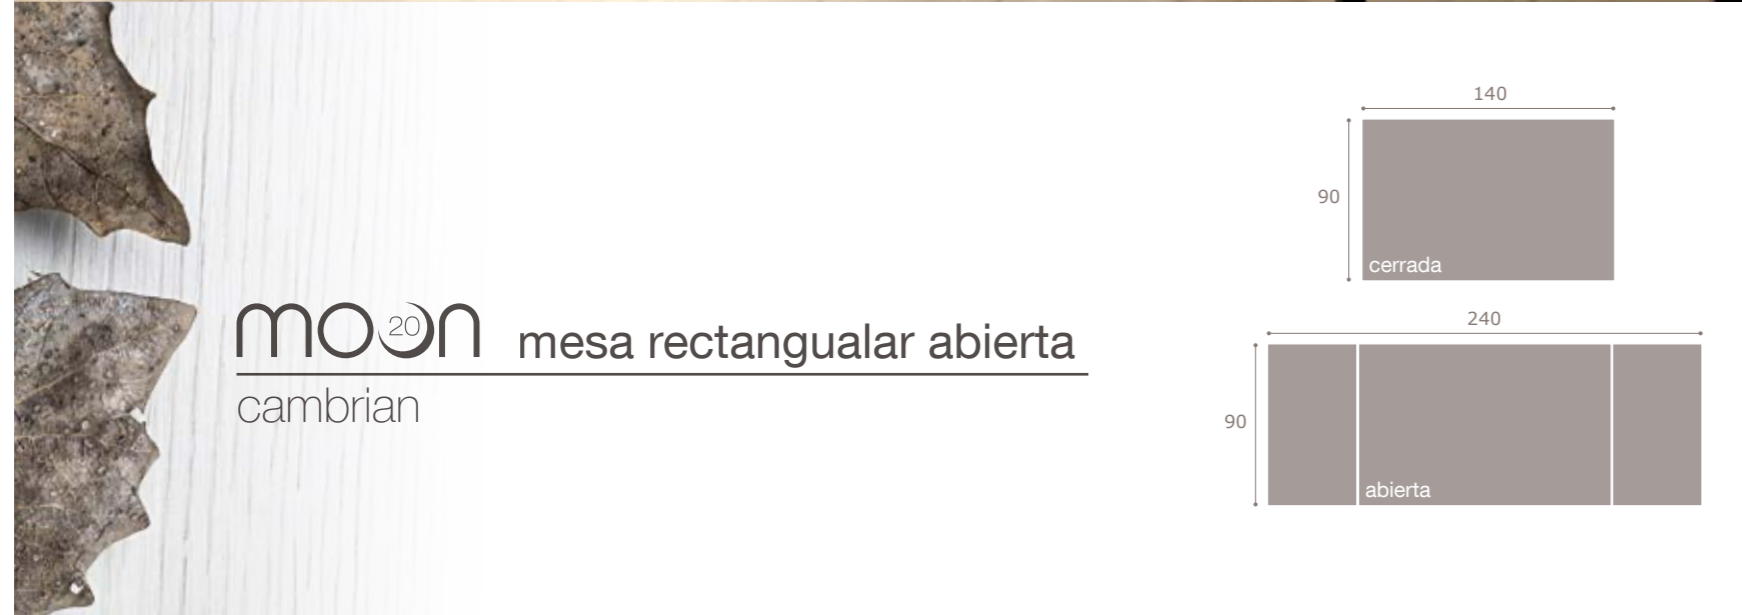 moon 20 mesa rectangualar abierta
cambrian
140
90
cerrada
240
90
abierta